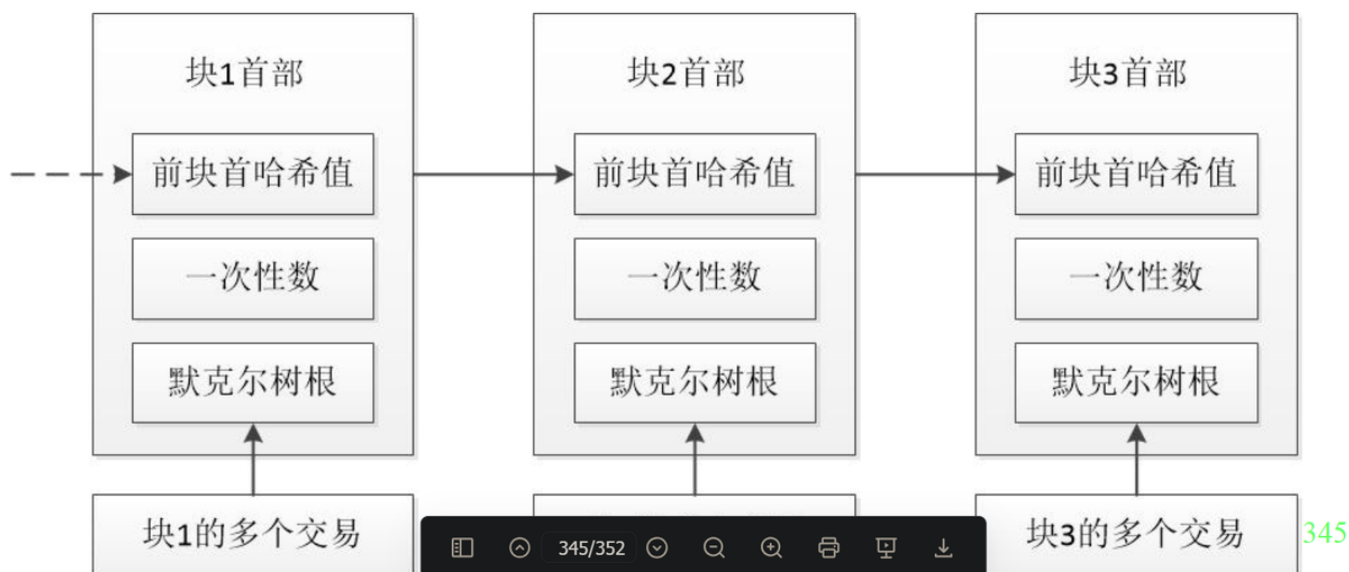 块1首部
块2首部
块3首部
前块首哈希值
前块首哈希值
前块首哈希值
一次性数
一次性数
一次性数
默克尔树根
默克尔树根
默克尔树根
块1的多个交易
345/352
块3的多个交易
345